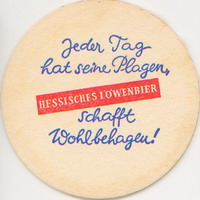 Jeder Tag
hat seine Plagen,
HESSISCHES LÖWENBIER
schafft
Wohlbehagen!